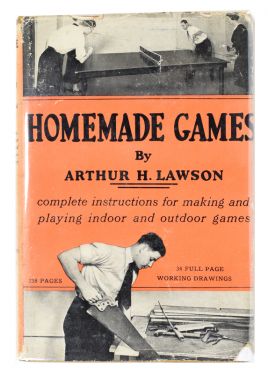 HOMEMADE GAMES
By
ARTHUR H. LAWSON
complete instructions for making and
playing indoor and outdoor games
238 PAGES
38 FULL PAGE
WORKING DRAWINGS